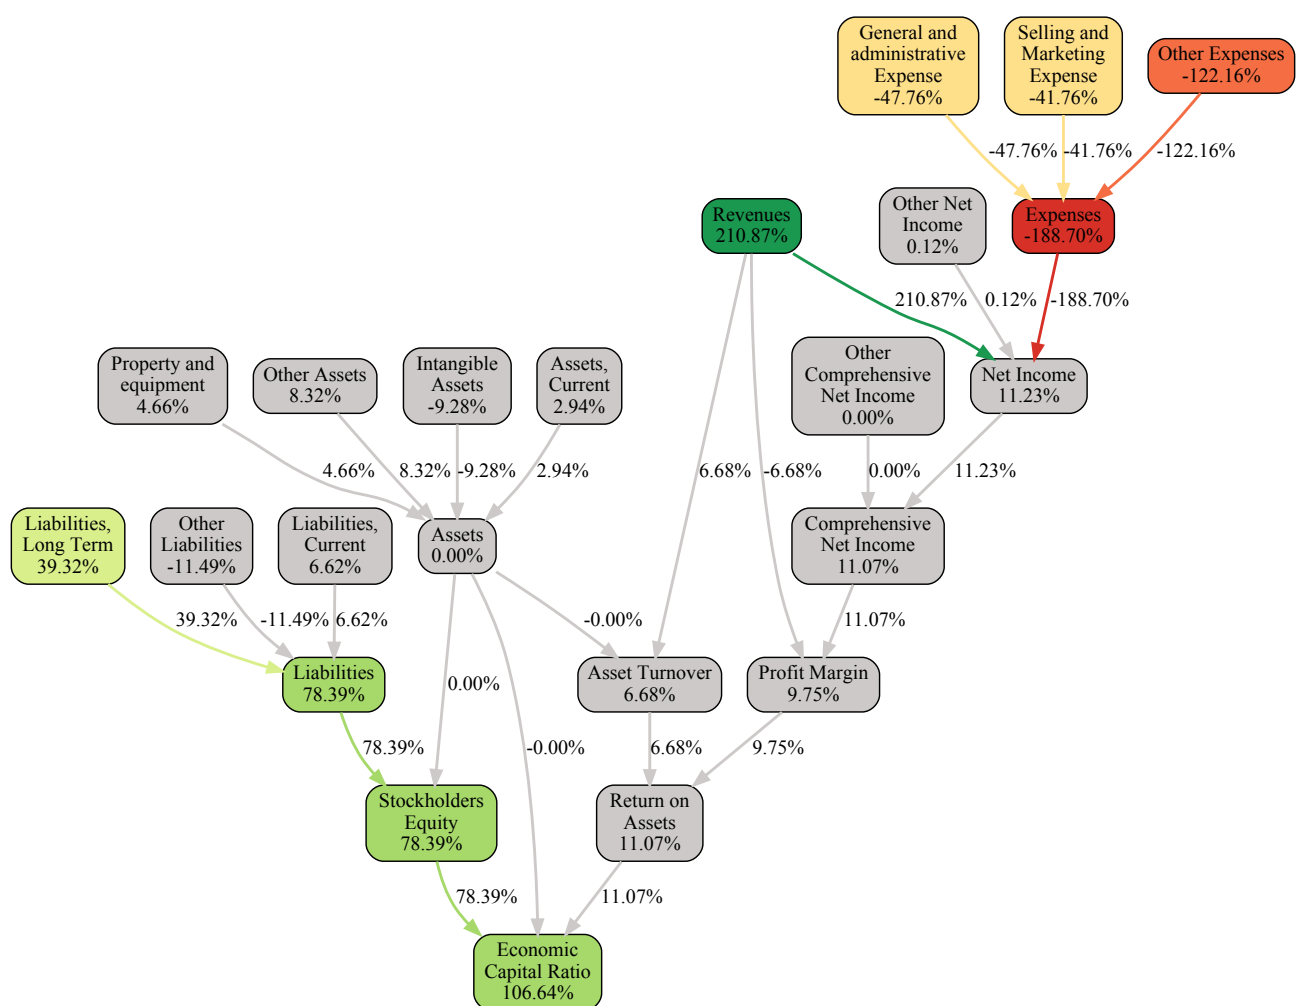 General and
administrative
Expense
-47.76%
Selling and
Marketing
Expense
-41.76%
Other Expenses
-122.16%
-47.76%
-41.76%
-122.16%
Revenues
210.87%
Other Net
Income
0.12%
Expenses
-188.70%
210.87%
0.12%
-188.70%
Property and
equipment
4.66%
Other Assets
8.32%
Intangible
Assets
-9.28%
Assets,
Current
2.94%
Other
Comprehensive
Net Income
0.00%
Net Income
11.23%
4.66%
8.32%
-9.28%
2.94%
6.68%
-6.68%
0.00%
11.23%
Liabilities,
Long Term
39.32%
Other
Liabilities
-11.49%
Liabilities,
Current
6.62%
Assets
0.00%
Comprehensive
Net Income
11.07%
39.32%
-11.49%
6.62%
-0.00%
11.07%
Liabilities
78.39%
0.00%
Asset Turnover
6.68%
Profit Margin
9.75%
78.39%
-0.00%
6.68%
9.75%
Stockholders
Equity
78.39%
Return on
Assets
11.07%
78.39%
11.07%
Economic
Capital Ratio
106.64%